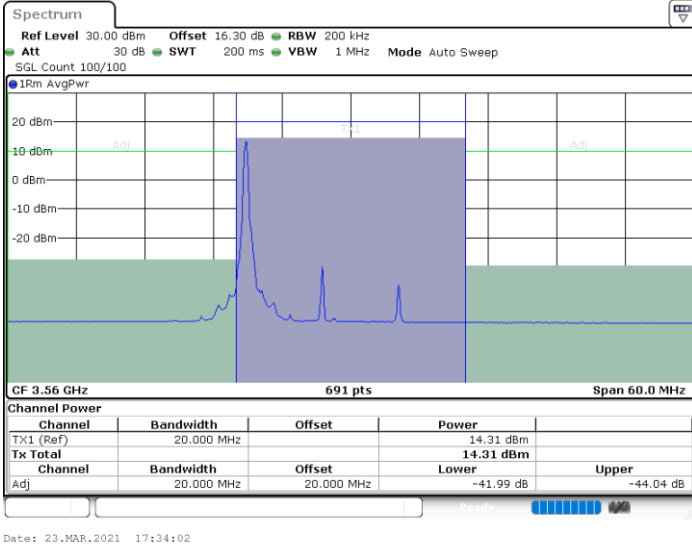 Spectrum
Ref Level 30.00 dBm Offset 16.30 dB RBW 200 kHz
Att 30 dB SWT 200 ms VBW 1 MHz Mode Auto Sweep
SGL Count 100/100
1Rm AvgPwr
20 dBm
TX1
Adj Adj
10 dBm
0 dBm
-10 dBm
-20 dBm
CF 3.56 GHz 691 pts Span 60.0 MHz
Channel Power
Channel Bandwidth Offset Power
TX1 (Ref) 20.000 MHz 14.31 dBm
Tx Total 14.31 dBm
Channel Bandwidth Offset Lower Upper
Adj 20.000 MHz 20.000 MHz -41.99 dB -44.04 dB
Ready
Date: 23.MAR.2021 17:34:02